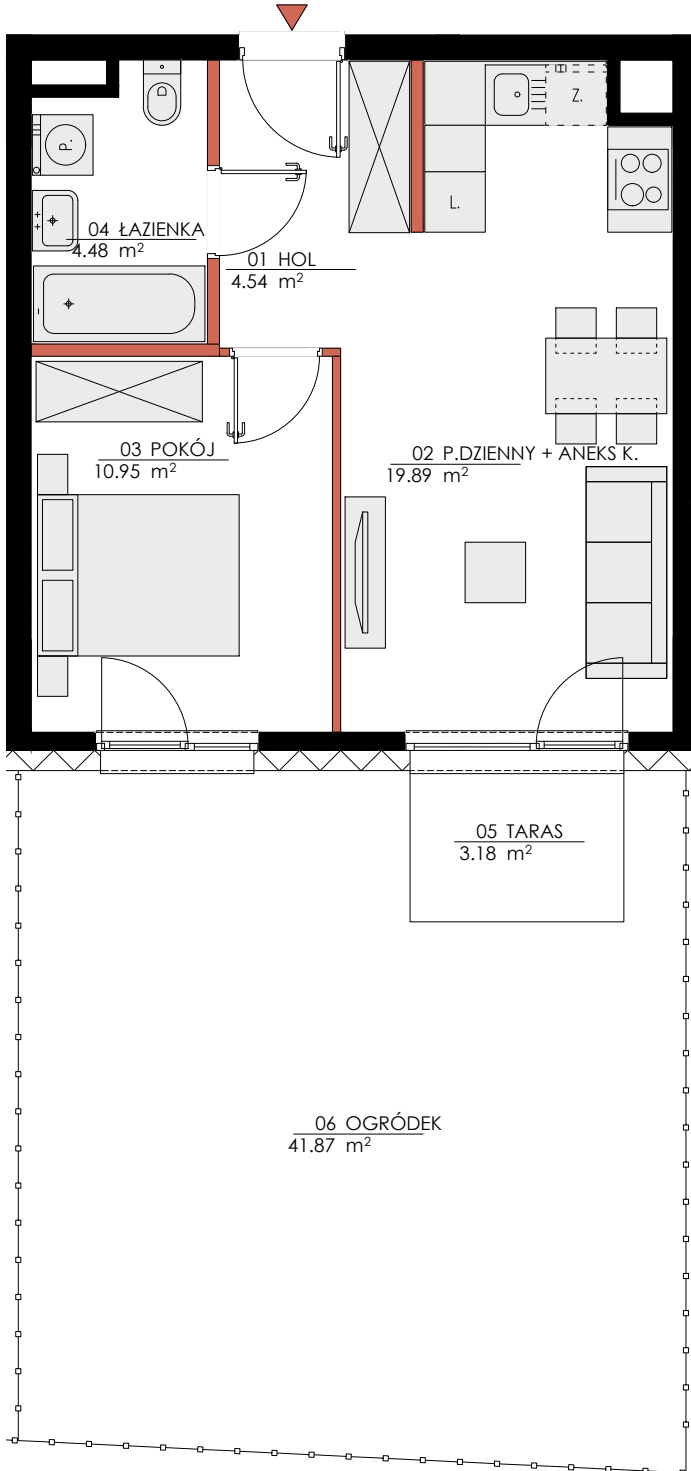 D
Z.
P.
L.
04 ŁAZIENKA
4.48 m²
01 HOL
4.54 m²
03 POKÓJ
10.95 m²
02 P.DZIENNY + ANEKS K.
19.89 m²
05 TARAS
3.18 m²
06 OGRÓDEK
41.87 m²